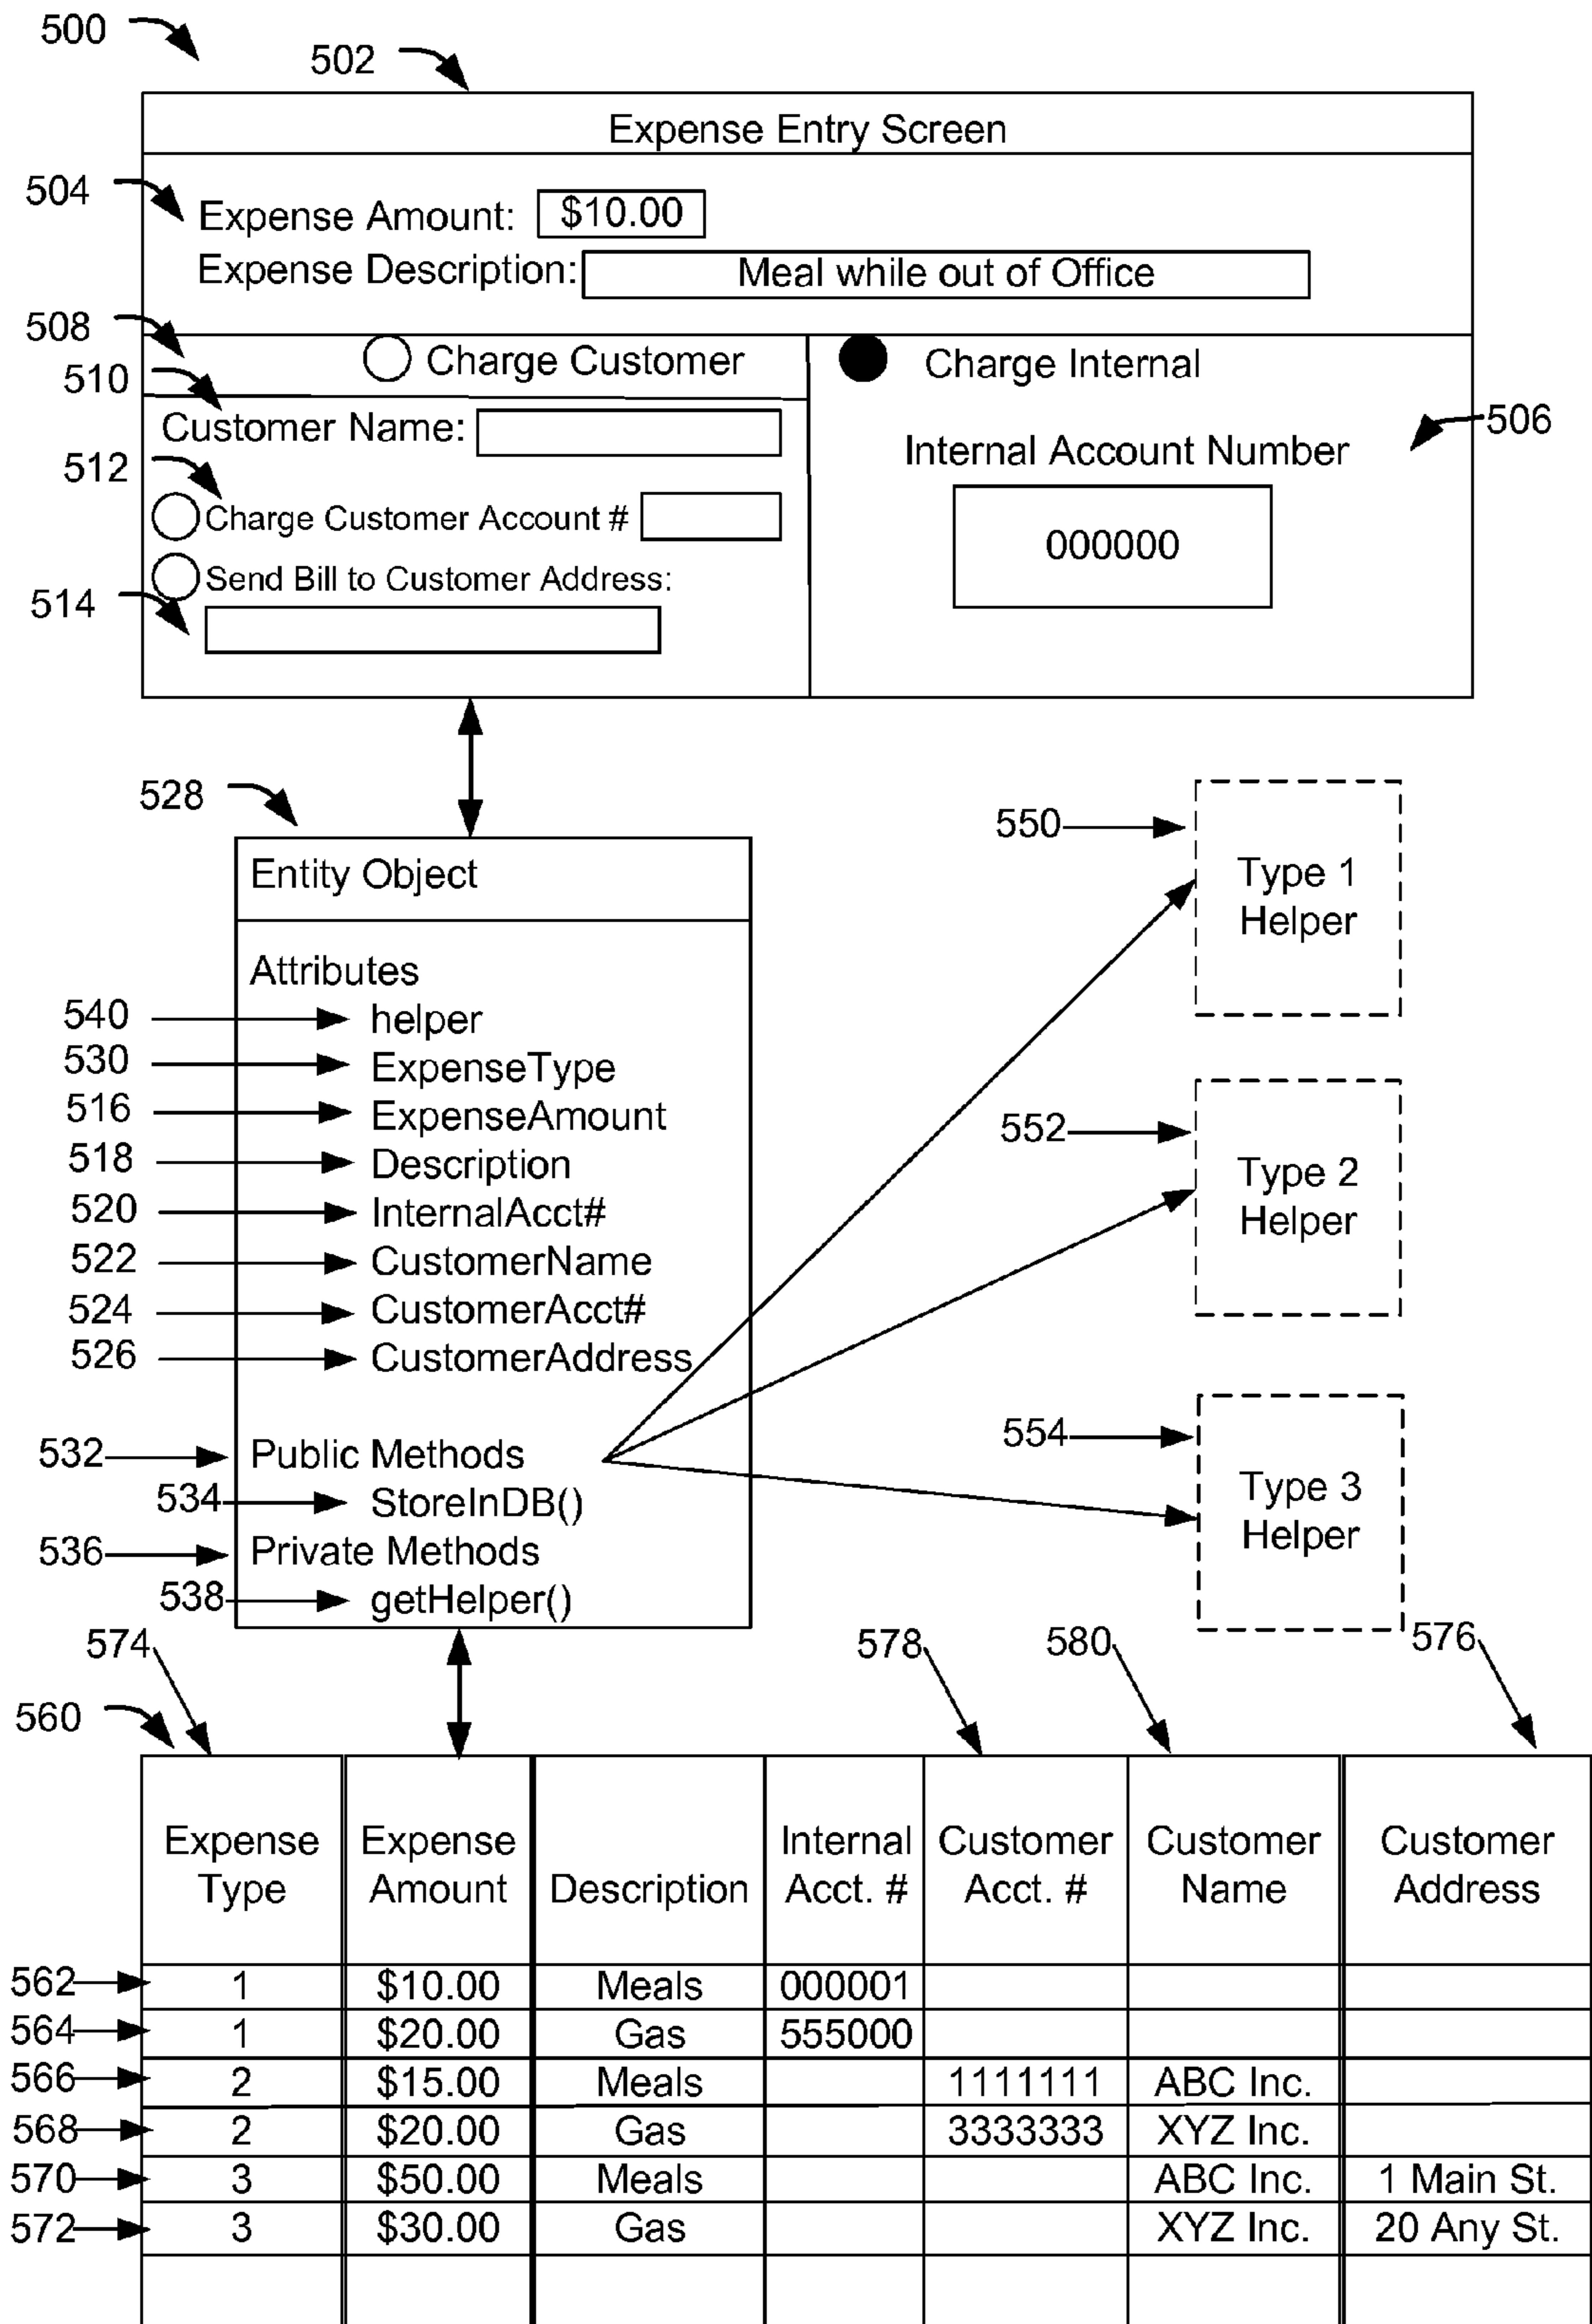 500
502
Expense Entry Screen
504
Expense Amount: $10.00
Expense Description: Meal while out of Office
508
Charge Customer
Charge Internal
510
Customer Name:
506
Internal Account Number
512
Charge Customer Account #
000000
Send Bill to Customer Address:
514
528
Entity Object
Attributes
540 helper
530 ExpenseType
516 ExpenseAmount
518 Description
520 InternalAcct#
522 CustomerName
524 CustomerAcct#
526 CustomerAddress
532 Public Methods
534 StoreInDB()
536 Private Methods
538 getHelper()
550
Type 1
Helper
552
Type 2
Helper
554
Type 3
Helper
574 578 580 576
560
Expense Expense Internal Customer Customer Customer
Type Amount Description Acct. # Acct. # Name Address
562 1 $10.00 Meals 000001
564 1 $20.00 Gas 555000
566 2 $15.00 Meals 1111111 ABC Inc.
568 2 $20.00 Gas 3333333 XYZ Inc.
570 3 $50.00 Meals ABC Inc. 1 Main St.
572 3 $30.00 Gas XYZ Inc. 20 Any St.